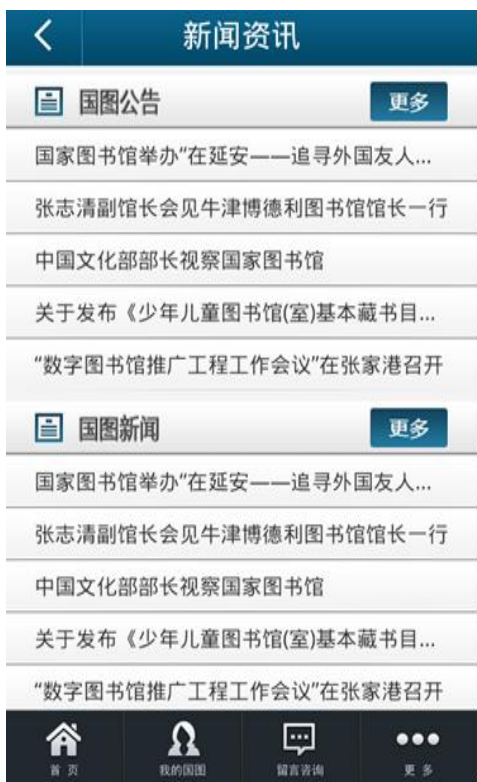 新闻资讯
国图公告 更多
国家图书馆举办“在延安——追寻外国友人...
张志清副馆长会见牛津博德利图书馆馆长一行
中国文化部部长视察国家图书馆
关于发布《少年儿童图书馆(室)基本藏书目...
“数字图书馆推广工程工作会议”在张家港召开
国图新闻 更多
国家图书馆举办“在延安——追寻外国友人...
张志清副馆长会见牛津博德利图书馆馆长一行
中国文化部部长视察国家图书馆
关于发布《少年儿童图书馆(室)基本藏书目...
“数字图书馆推广工程工作会议”在张家港召开
首页 我的国图 留言咨询 更多